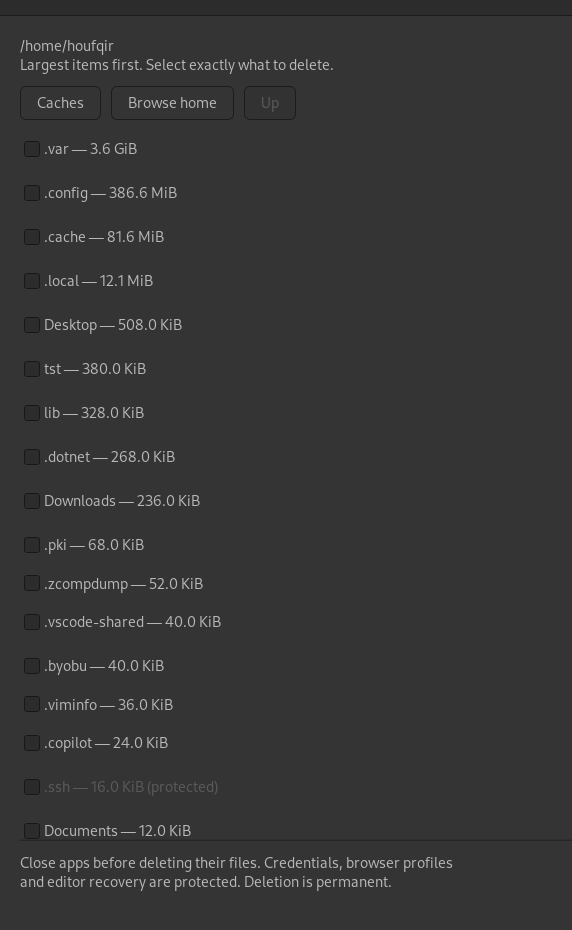 /home/houfqir
Largest items first. Select exactly what to delete.
Caches Browse home Up
.var — 3.6 GiB
.config — 386.6 MiB
.cache — 81.6 MiB
.local — 12.1 MiB
Desktop — 508.0 KiB
tst — 380.0 KiB
lib — 328.0 KiB
.dotnet — 268.0 KiB
Downloads — 236.0 KiB
.pki — 68.0 KiB
.zcompdump — 52.0 KiB
.vscode-shared — 40.0 KiB
.byobu — 40.0 KiB
.viminfo — 36.0 KiB
.copilot — 24.0 KiB
.ssh — 16.0 KiB (protected)
Documents — 12.0 KiB
Close apps before deleting their files. Credentials, browser profiles
and editor recovery are protected. Deletion is permanent.